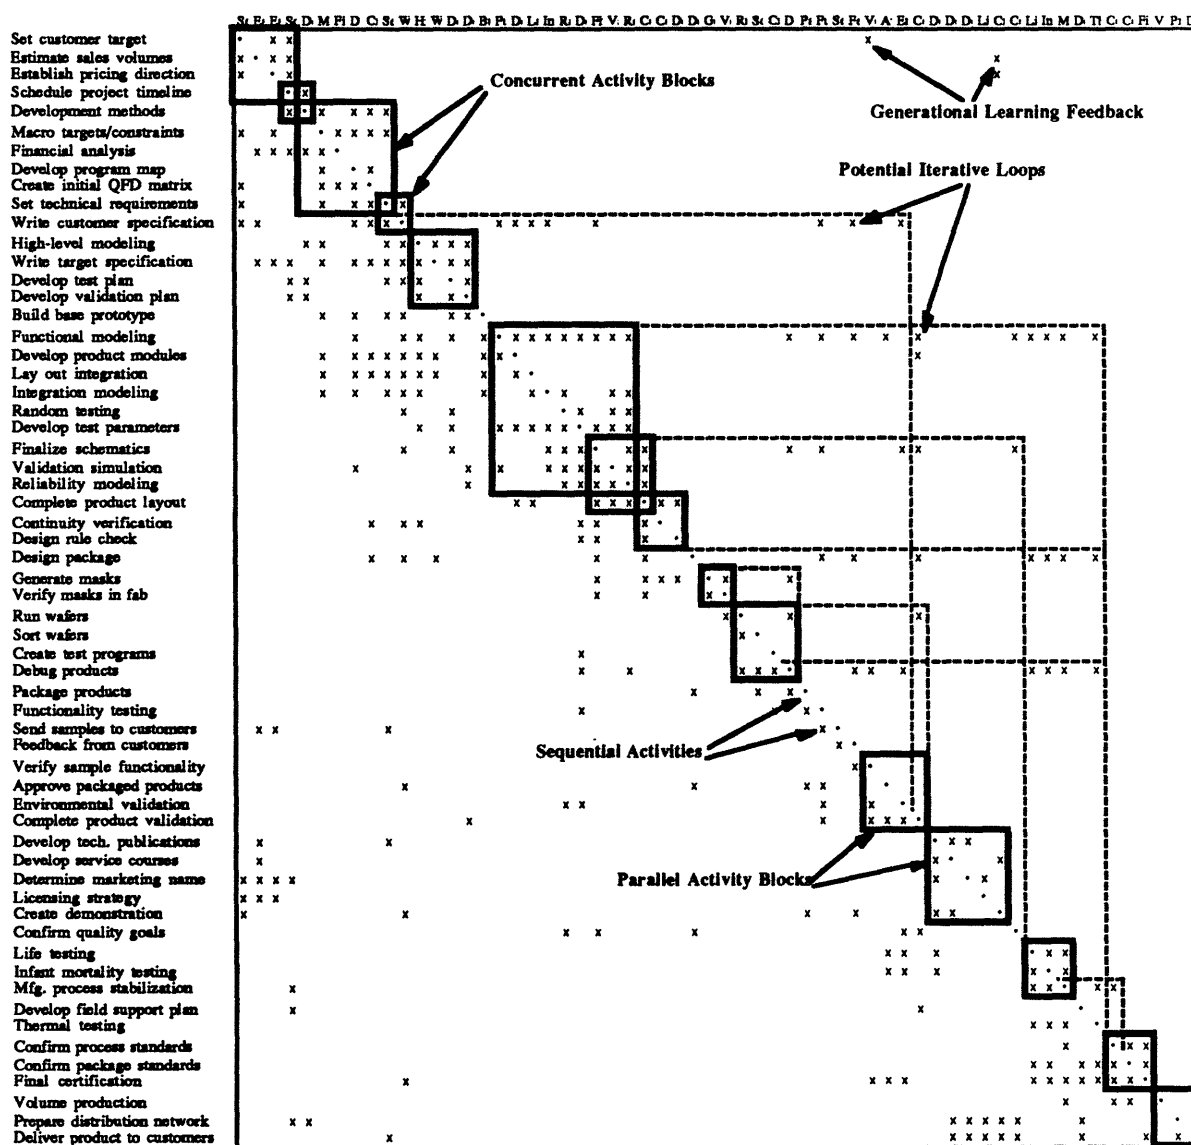 Set customer target
Estimate sales volumes
Establish pricing direction
Concurrent Activity Blocks
Schedule project timeline
Development methods
Generational Learning Feedback
Macro targets/constraints
Financial analysis
Develop program map
Potential Iterative Loops
Create initial QFD matrix
Set technical requirements
Write customer specification
High-level modeling
Write target specification
Develop test plan
Develop validation plan
Build base prototype
Functional modeling
Develop product modules
Lay out integration
Integration modeling
Random testing
Develop test parameters
Finalize schematics
Validation simulation
Reliability modeling
Complete product layout
Continuity verification
Design rule check
Design package
Generate masks
Verify masks in fab
Run wafers
Sort wafers
Create test programs
Debug products
Package products
Functionality testing
Send samples to customers
Feedback from customers
Sequential Activities
Verify sample functionality
Approve packaged products
Environmental validation
Complete product validation
Develop tech. publications
Develop service courses
Determine marketing name
Parallel Activity Blocks
Licensing strategy
Create demonstration
Confirm quality goals
Life testing
Infant mortality testing
Mfg. process stabilization
Develop field support plan
Thermal testing
Confirm process standards
Confirm package standards
Final certification
Volume production
Prepare distribution network
Deliver product to customers